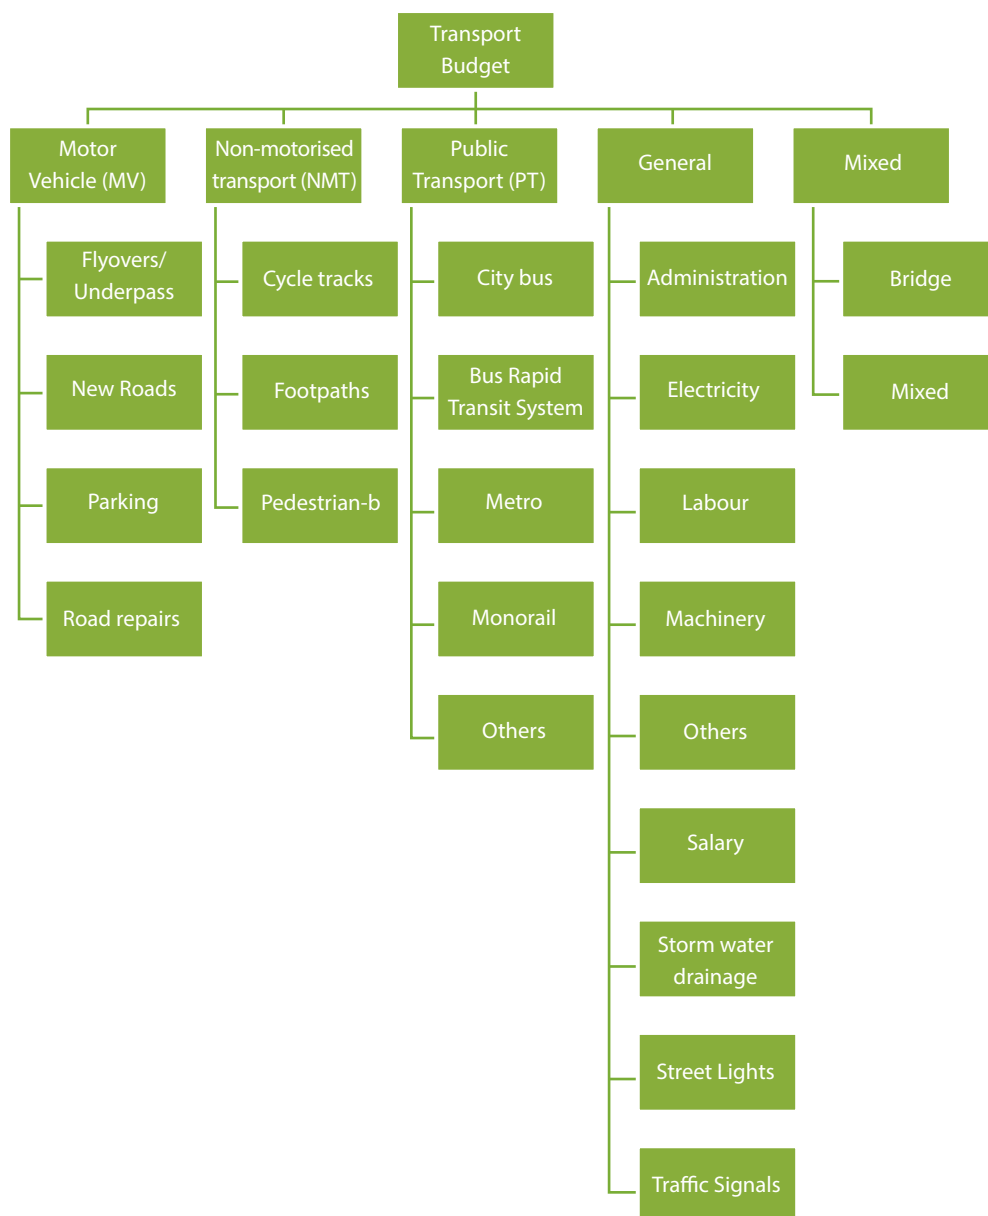 Transport
Budget
Motor
Vehicle (MV)
Non-motorised
transport (NMT)
Public
Transport (PT)
General
Mixed
Flyovers/
Underpass
New Roads
Parking
Road repairs
Cycle tracks
Footpaths
Pedestrian-b
City bus
Bus Rapid
Transit System
Metro
Monorail
Others
Administration
Electricity
Labour
Machinery
Others
Salary
Storm water
drainage
Street Lights
Traffic Signals
Bridge
Mixed